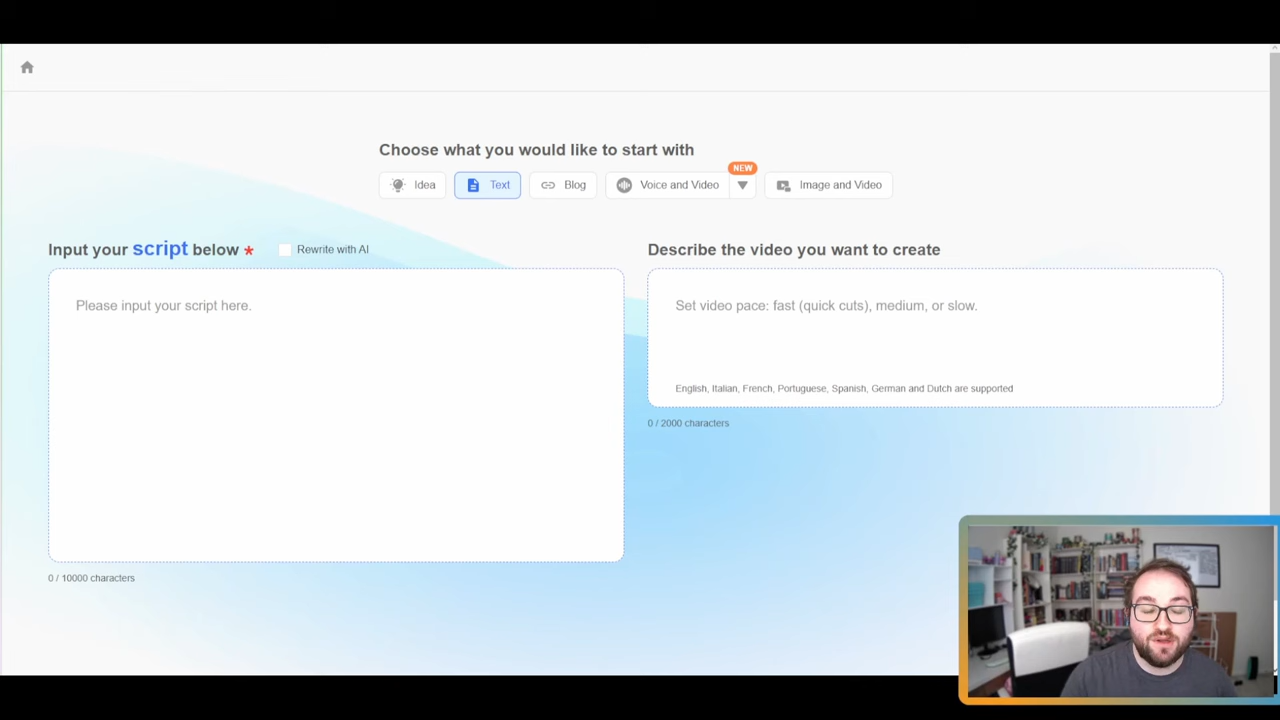 Choose what you would like to start with
NEW
Idea Text Blog Voice and Video Image and Video
Input your script below * Rewrite with AI
Please input your script here.
0 / 10000 characters
Describe the video you want to create
Set video pace: fast (quick cuts), medium, or slow.
English, Italian, French, Portuguese, Spanish, German and Dutch are supported
0 / 2000 characters